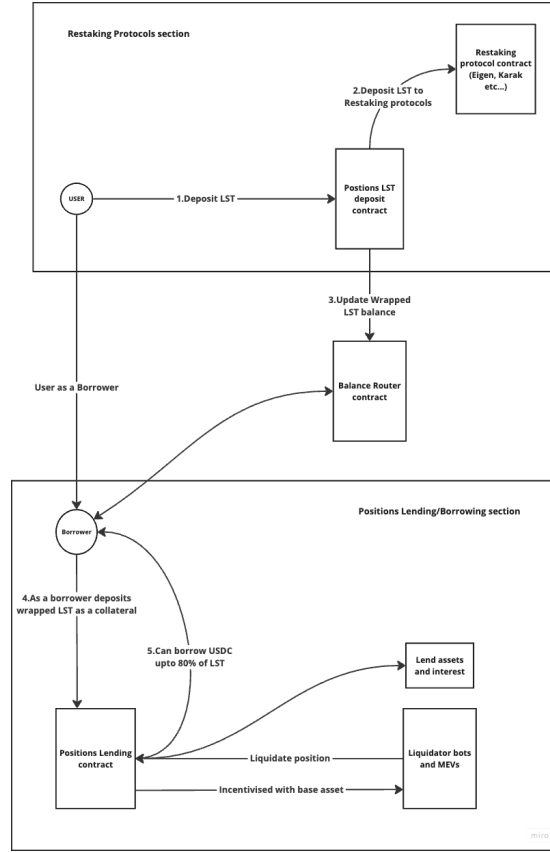 Restaking Protocols section
Restaking
protocol contract
(Eigen, Karak
etc...)
2.Deposit LST to
Restaking protocols
USER
1.Deposit LST
Postions LST
deposit
contract
3.Update Wrapped
LST balance
User as a Borrower
Balance Router
contract
Positions Lending/Borrowing section
Borrower
4.As a borrower deposits
wrapped LST as a collateral
5.Can borrow USDC
upto 80% of LST
Lend assets
and interest
Positions Lending
contract
Liquidate position
Liquidator bots
and MEVs
Incentivised with base asset
miro